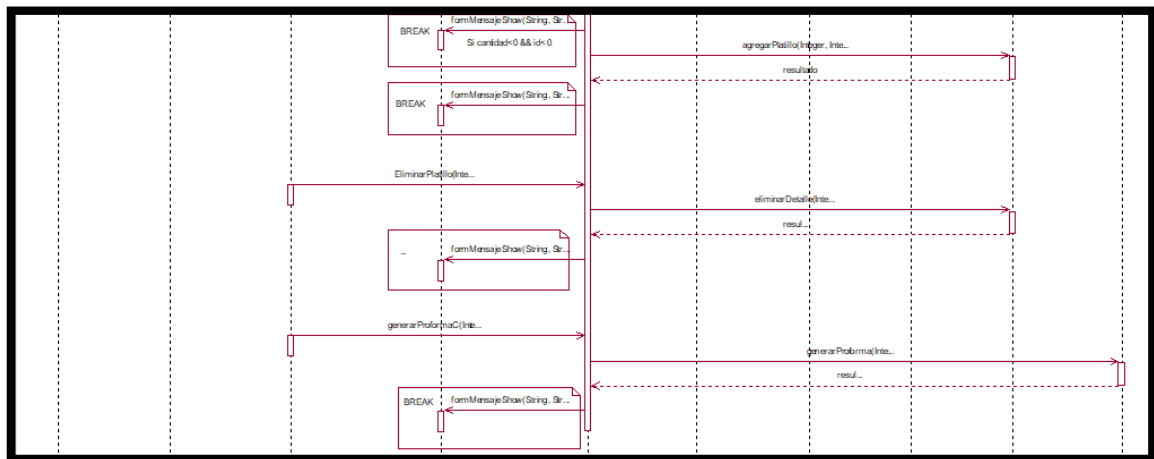 formMensajeShow(String, Str...
BREAK
Si cantidad<0 && id<0
agregarPlatillo(Integer, Inte...
resultado
formMensajeShow(String, Str...
BREAK
EliminarPlatillo(Inte...
eliminarDetalle(Inte...
resul...
formMensajeShow(String, Str...
...
generarProformaC(Inte...
generarProforma(Inte...
resul...
formMensajeShow(String, Str...
BREAK